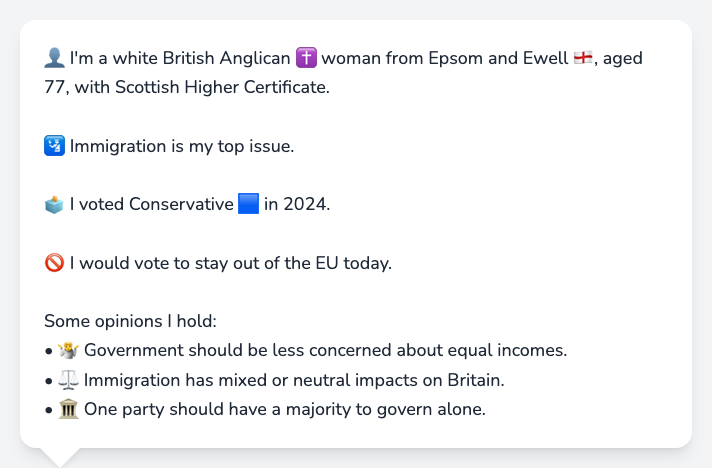 👤 I'm a white British Anglican ✝️ woman from Epsom and Ewell 🏴󠁧󠁢󠁥󠁮󠁧󠁿, aged
77, with Scottish Higher Certificate.
🛂 Immigration is my top issue.
🗳️ I voted Conservative 🟦 in 2024.
🚫 I would vote to stay out of the EU today.
Some opinions I hold:
• 🤷 Government should be less concerned about equal incomes.
• ⚖️ Immigration has mixed or neutral impacts on Britain.
• 🏛️ One party should have a majority to govern alone.